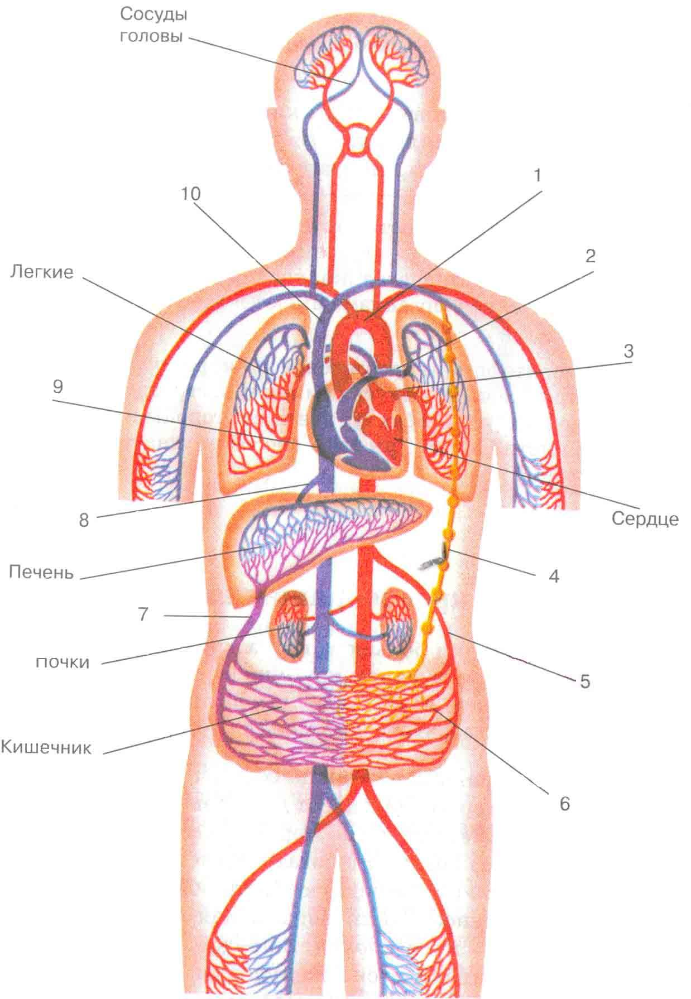 Сосуды
головы
1
10
2
Легкие
3
9
8
Сердце
Печень
4
7
почки
5
Кишечник
6